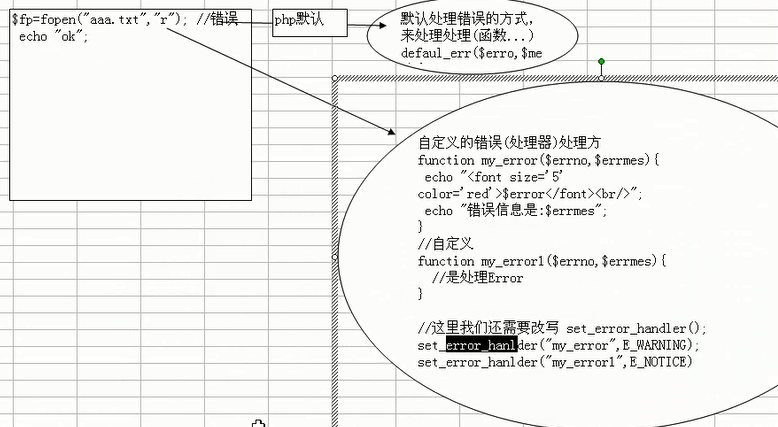 $fp=fopen("aaa.txt","r"); //错误
echo "ok";
php默认
默认处理错误的方式,
来处理处理(函数...)
defaul_err($erro,$me
自定义的错误(处理器)处理方
function my_error($errno,$errmes){
echo "<font size='5'
color='red'>$error</font><br/>";
echo "错误信息是:$errmes";
}
//自定义
function my_error1($errno,$errmes){
//是处理Error
}
//这里我们还需要改写 set_error_handler();
set_error_hanlder("my_error",E_WARNING);
set_error_hanlder("my_error1",E_NOTICE)